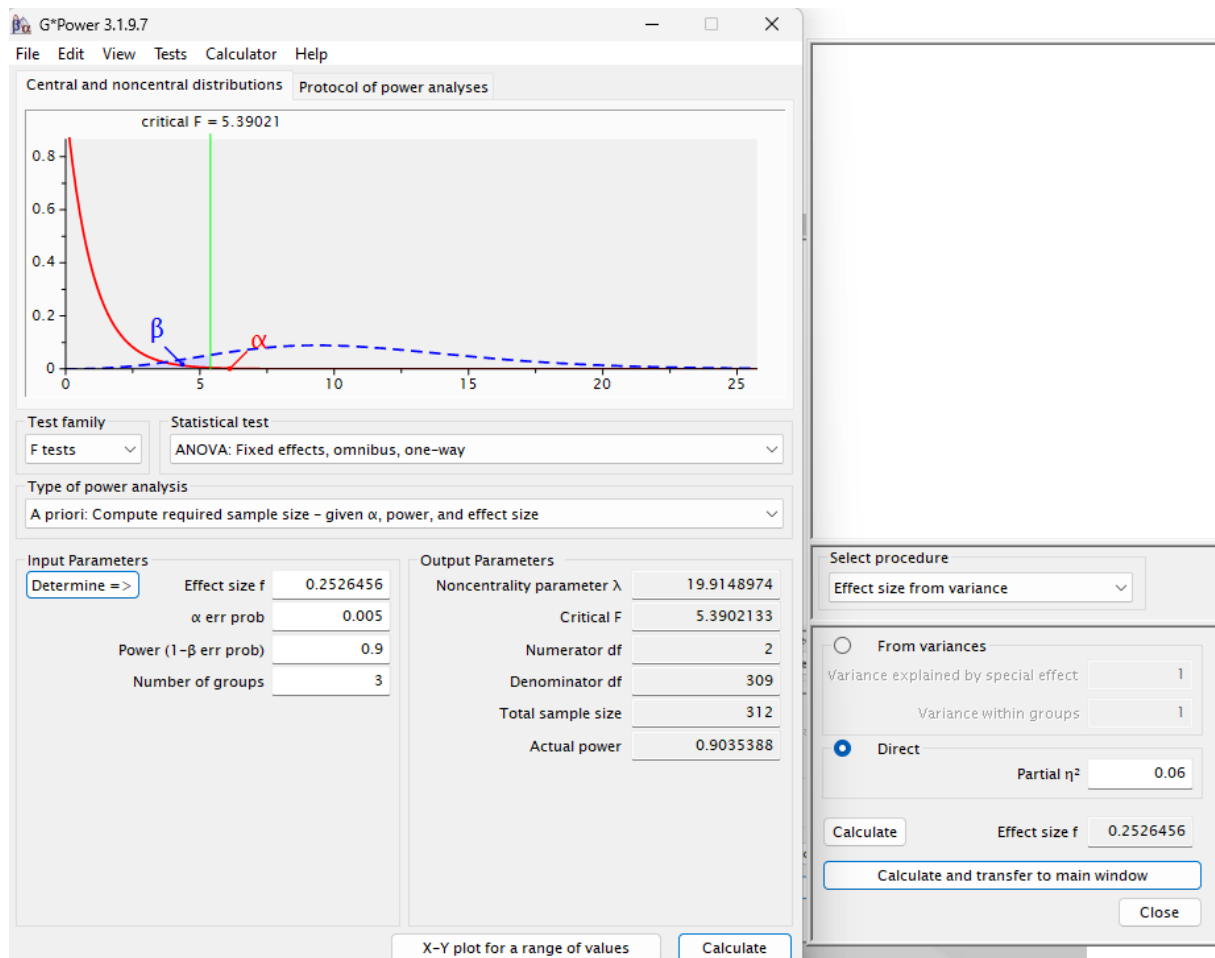 G*Power 3.1.9.7
File Edit View Tests Calculator Help
Central and noncentral distributions Protocol of power analyses
critical F = 5.39021
0.8
0.6
0.4
0.2
0
β
α
0 5 10 15 20 25
Test family Statistical test
F tests ANOVA: Fixed effects, omnibus, one-way
Type of power analysis
A priori: Compute required sample size – given α, power, and effect size
Input Parameters
Determine => Effect size f 0.2526456
α err prob 0.005
Power (1-β err prob) 0.9
Number of groups 3
Output Parameters
Noncentrality parameter λ 19.9148974
Critical F 5.3902133
Numerator df 2
Denominator df 309
Total sample size 312
Actual power 0.9035388
X-Y plot for a range of values Calculate
Select procedure
Effect size from variance
From variances
Variance explained by special effect 1
Variance within groups 1
Direct
Partial η² 0.06
Calculate Effect size f 0.2526456
Calculate and transfer to main window
Close